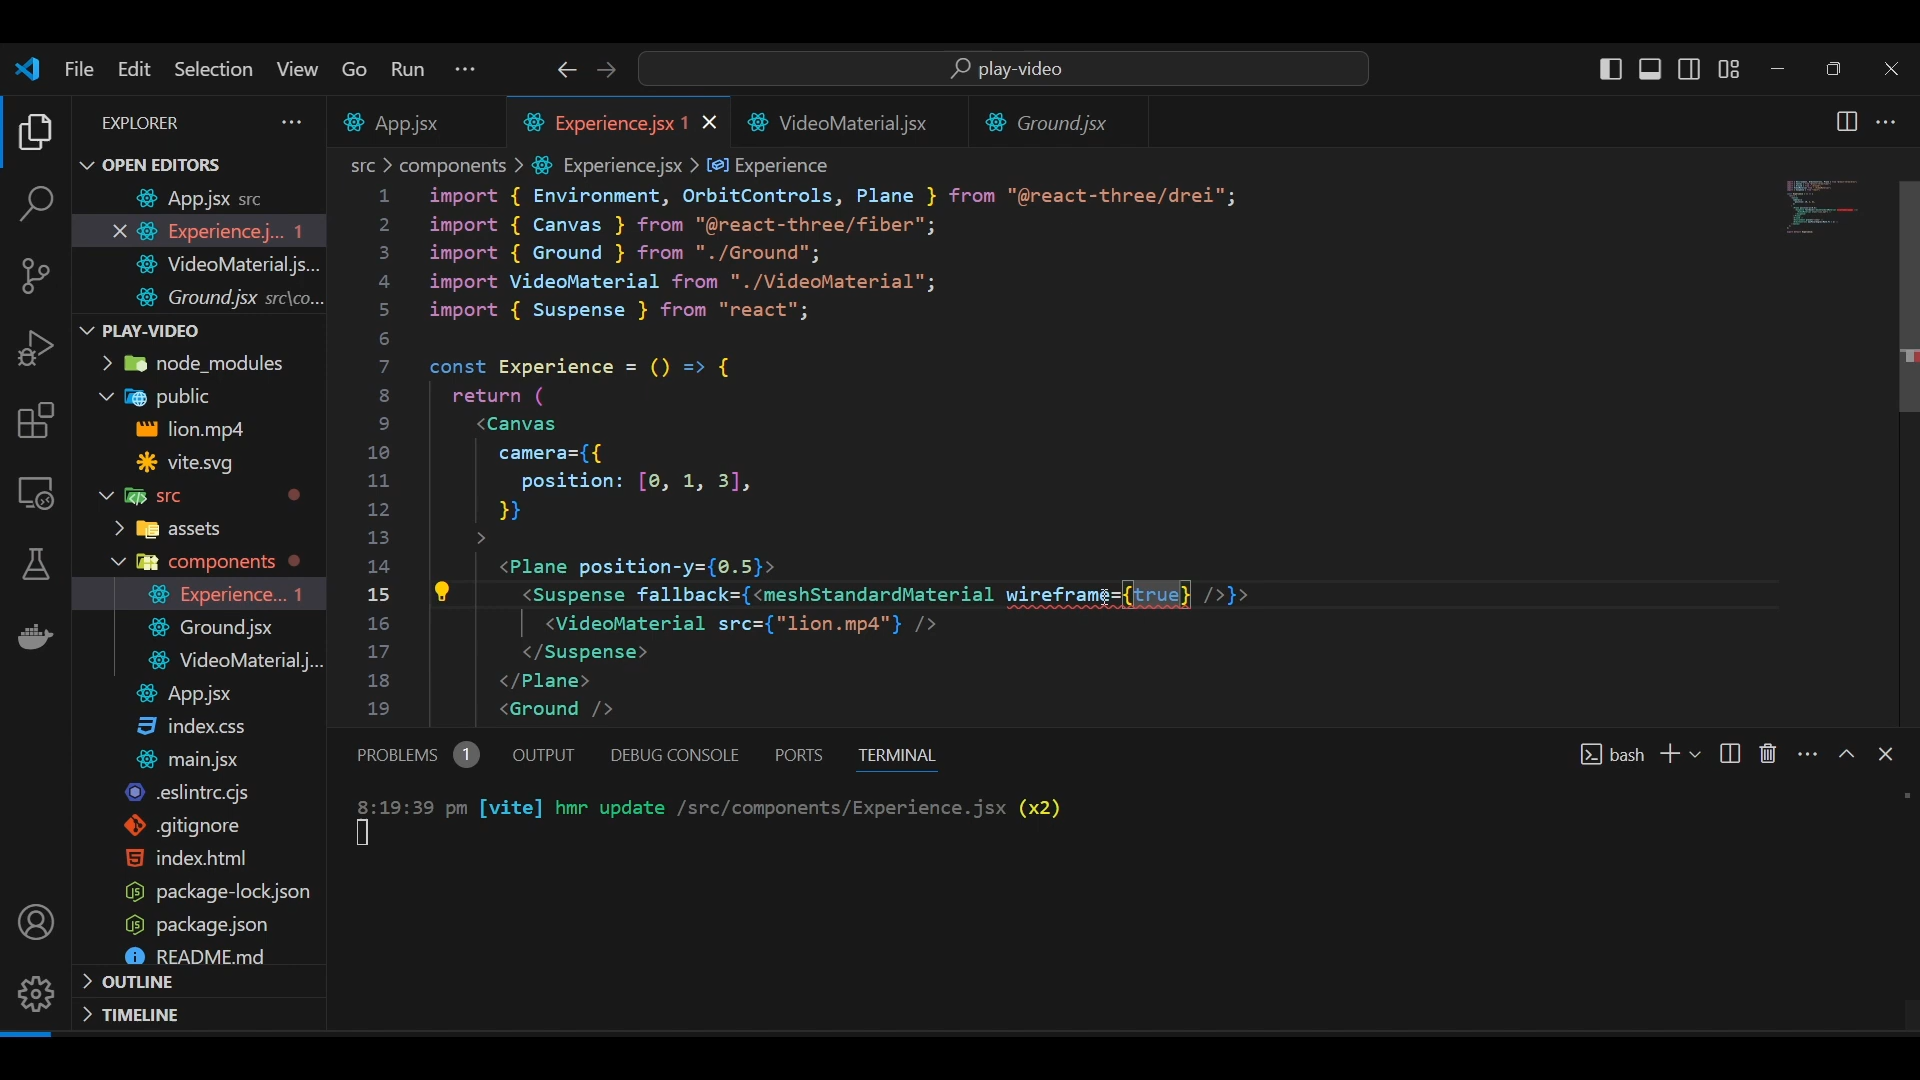 File Edit Selection View Go Run ··· play-video
EXPLORER ···
OPEN EDITORS
App.jsx src
Experience.j... 1
VideoMaterial.js...
Ground.jsx src\co...
PLAY-VIDEO
node_modules
public
lion.mp4
vite.svg
src
assets
components
Experience... 1
Ground.jsx
VideoMaterial.j...
App.jsx
index.css
main.jsx
.eslintrc.cjs
.gitignore
index.html
package-lock.json
package.json
README.md
OUTLINE
TIMELINE
App.jsx Experience.jsx 1 VideoMaterial.jsx Ground.jsx
src > components > Experience.jsx > Experience
1 import { Environment, OrbitControls, Plane } from "@react-three/drei";
2 import { Canvas } from "@react-three/fiber";
3 import { Ground } from "./Ground";
4 import VideoMaterial from "./VideoMaterial";
5 import { Suspense } from "react";
6
7 const Experience = () => {
8 return (
9 <Canvas
10 camera={{
11 position: [0, 1, 3],
12 }}
13 >
14 <Plane position-y={0.5}>
15 <Suspense fallback={<meshStandardMaterial wireframe={true} />}>
16 <VideoMaterial src={"lion.mp4"} />
17 </Suspense>
18 </Plane>
19 <Ground />
PROBLEMS 1 OUTPUT DEBUG CONSOLE PORTS TERMINAL bash
8:19:39 pm [vite] hmr update /src/components/Experience.jsx (x2)